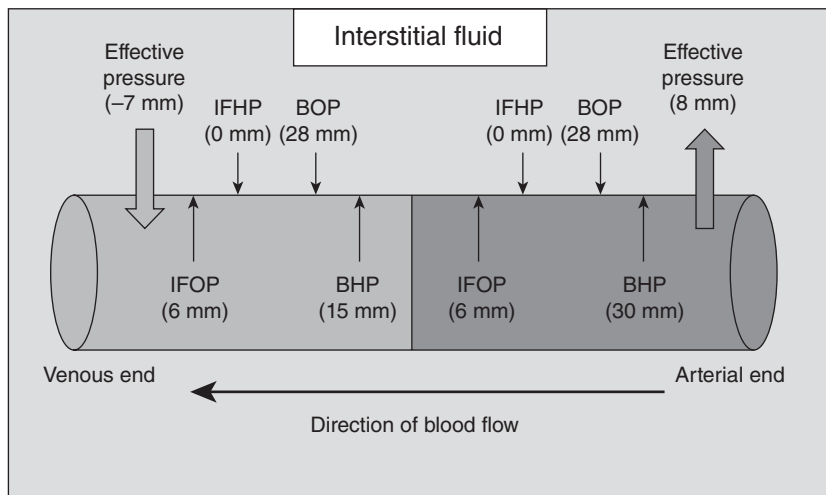 Interstitial fluid
Effective
pressure
(–7 mm)
IFHP
(0 mm)
BOP
(28 mm)
IFHP
(0 mm)
BOP
(28 mm)
Effective
pressure
(8 mm)
IFOP
(6 mm)
BHP
(15 mm)
IFOP
(6 mm)
BHP
(30 mm)
Venous end
Arterial end
Direction of blood flow